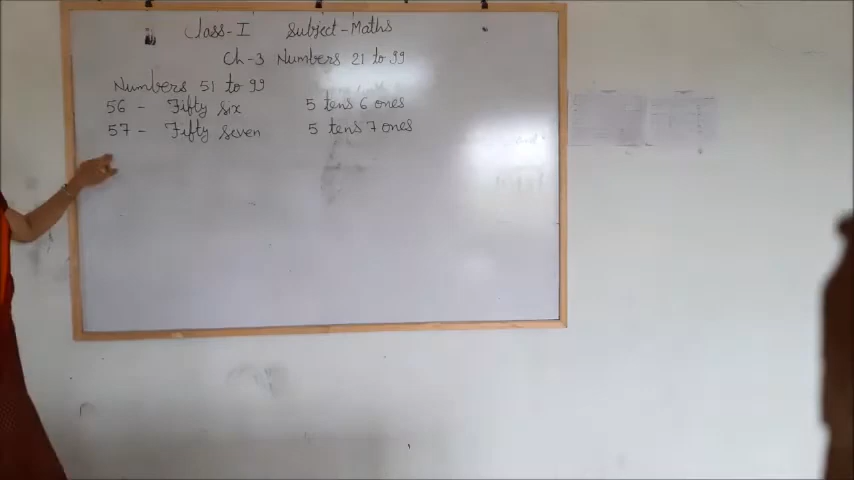 Class-I Subject-Maths
Ch-3 Numbers 21 to 99
Numbers 51 to 99
56 - Fifty six 5 tens 6 ones
57 - Fifty seven 5 tens 7 ones